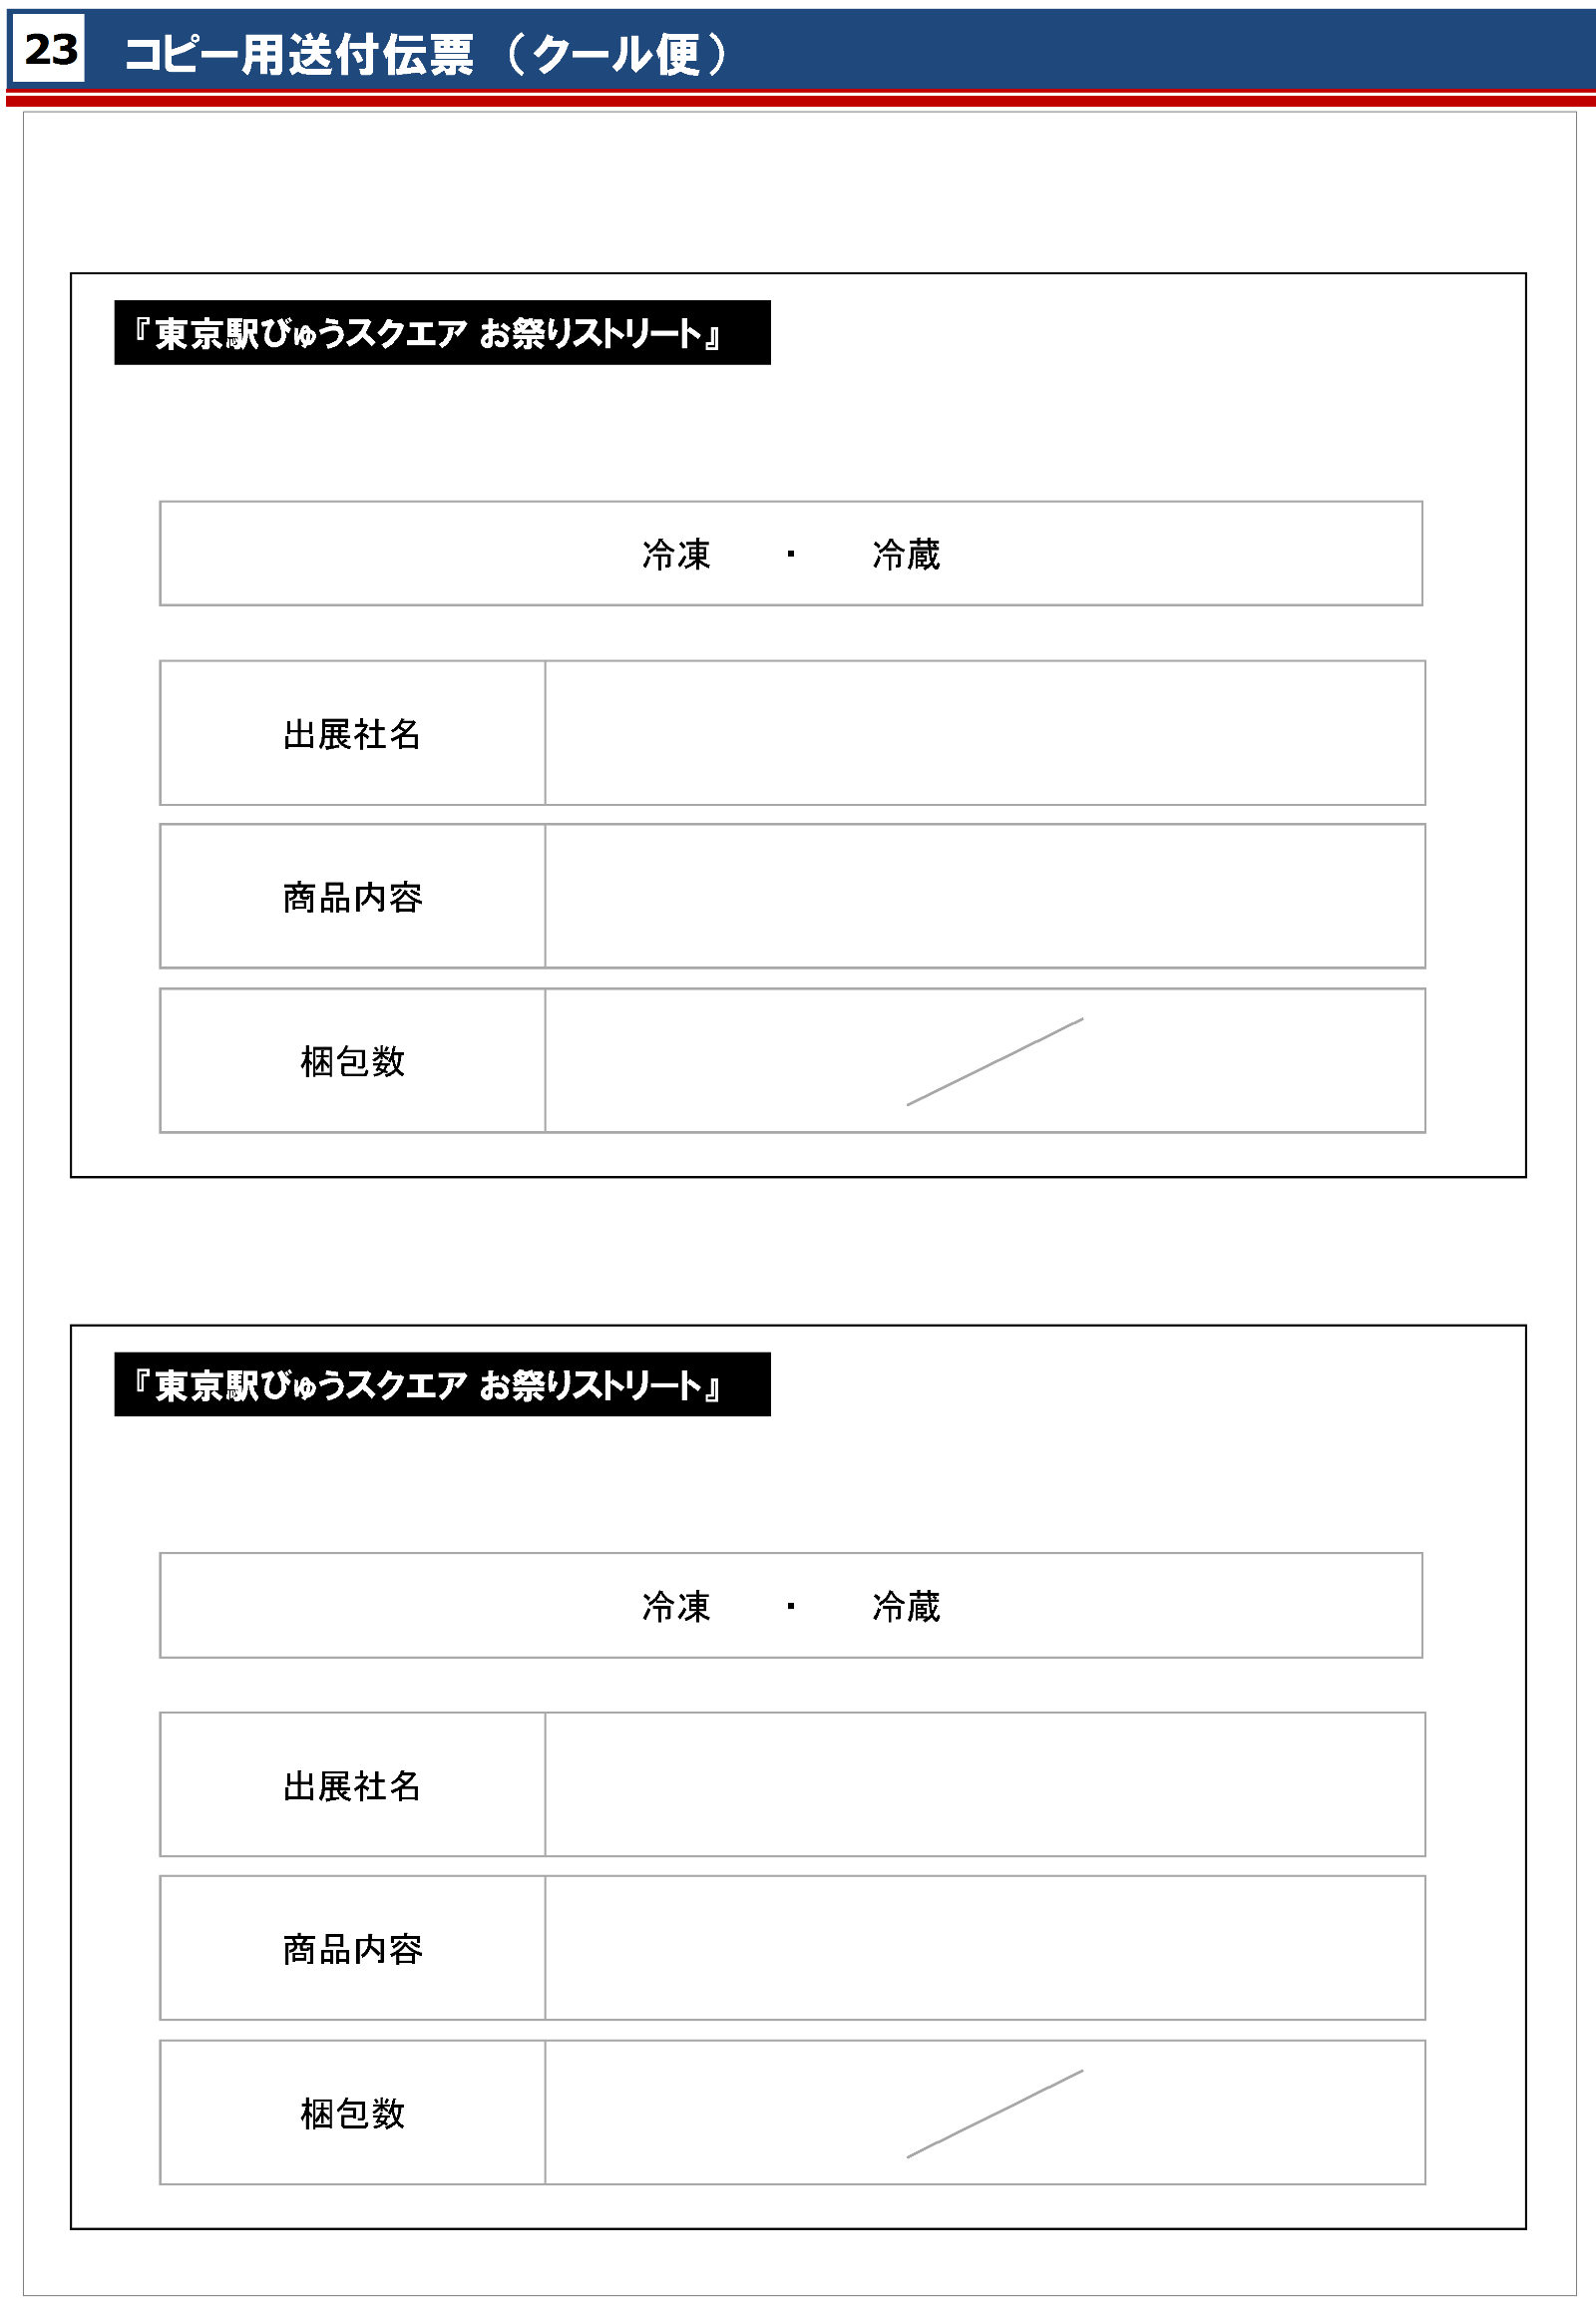 23 コピー用送付伝票（クール便）
『東京駅びゅうスクエア お祭りストリート』
冷凍 ・ 冷蔵
出展社名
商品内容
梱包数 ／
『東京駅びゅうスクエア お祭りストリート』
冷凍 ・ 冷蔵
出展社名
商品内容
梱包数 ／